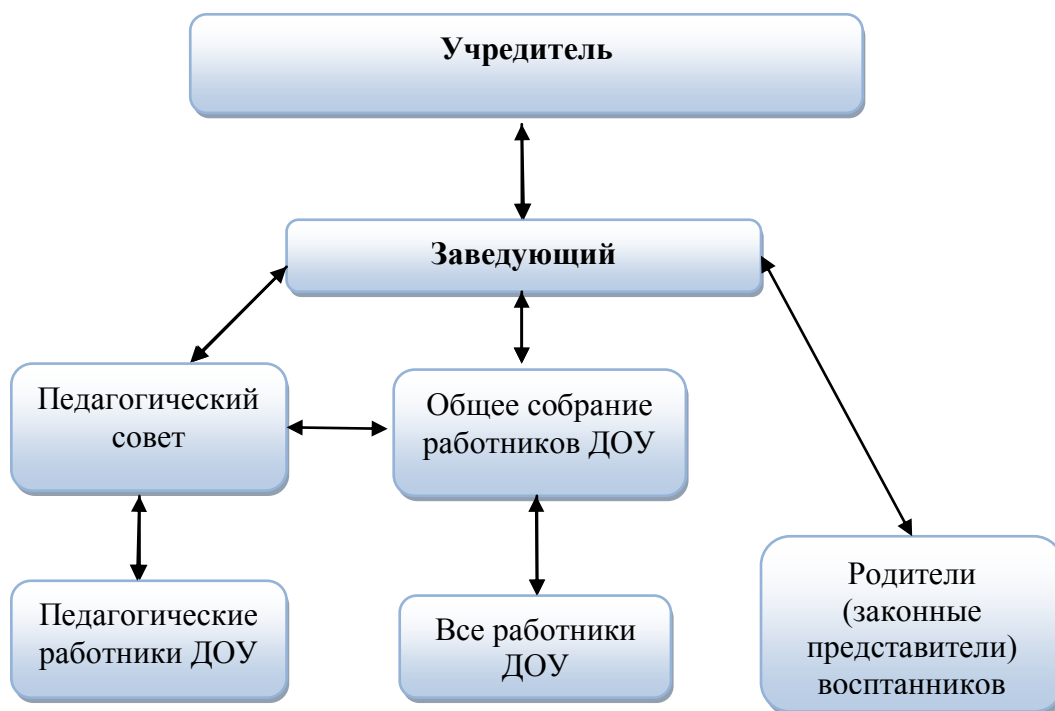 Учредитель
Заведующий
Педагогический
совет
Общее собрание
работников ДОУ
Педагогические
работники ДОУ
Все работники
ДОУ
Родители
(законные
представители)
восптанников